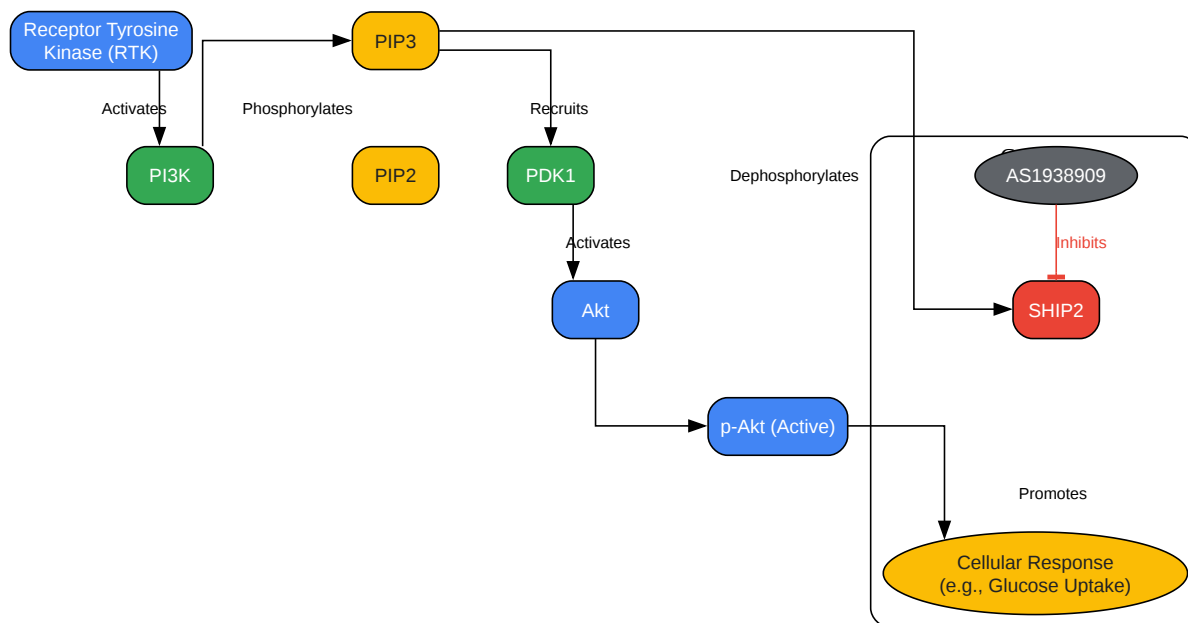 Receptor Tyrosine
Kinase (RTK)
PIP3
Activates
Phosphorylates
Recruits
PI3K
PIP2
PDK1
Dephosphorylates
AS1938909
Activates
Inhibits
Akt
SHIP2
p-Akt (Active)
Promotes
Cellular Response
(e.g., Glucose Uptake)